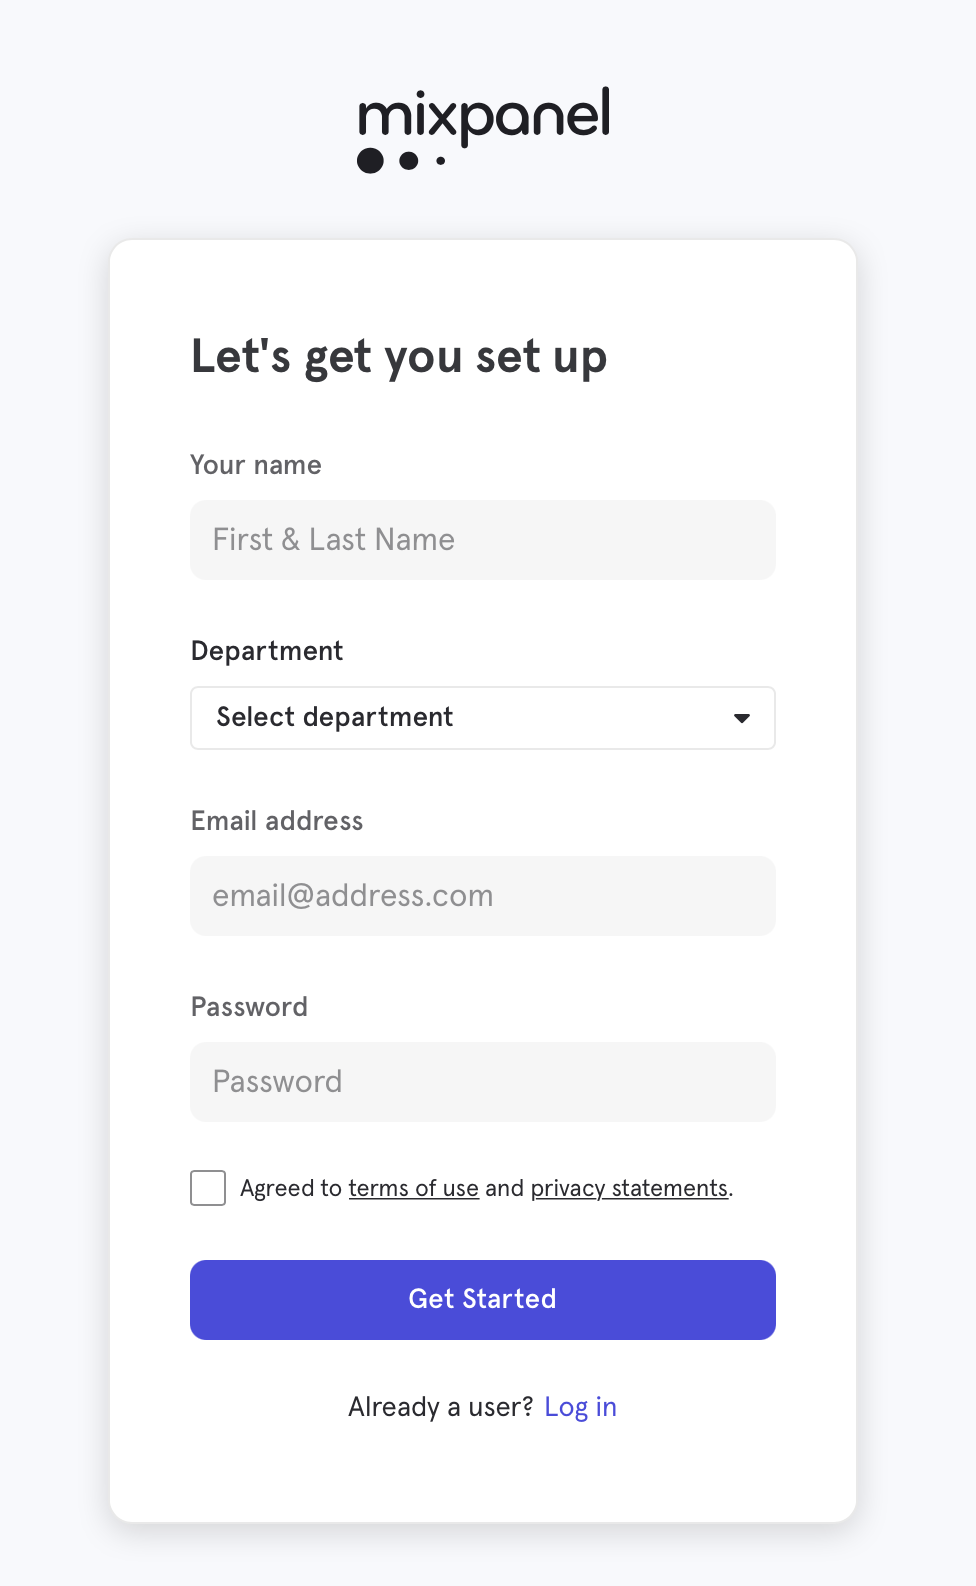 mixpanel
Let's get you set up
Your name
First & Last Name
Department
Select department
Email address
email@address.com
Password
Password
Agreed to terms of use and privacy statements.
Get Started
Already a user? Log in